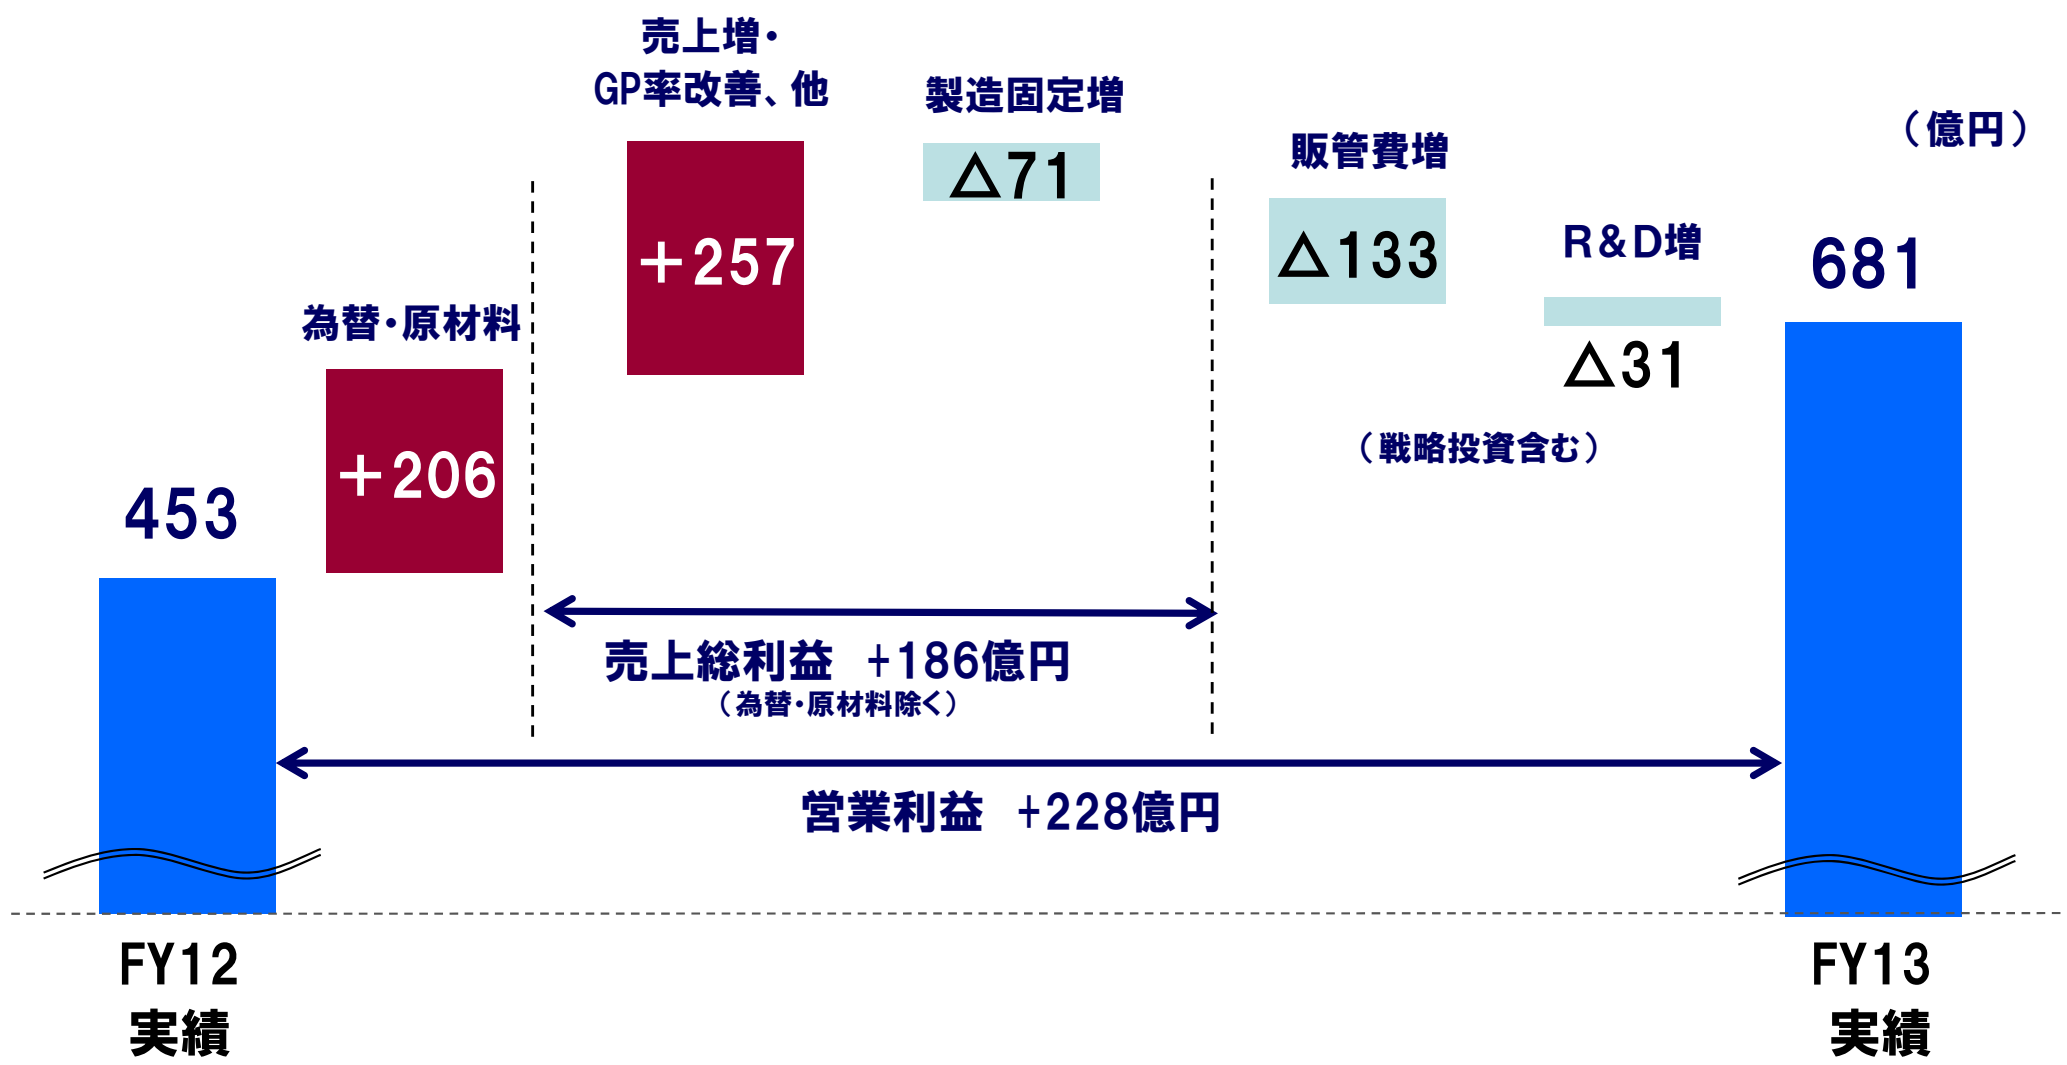 売上増・
GP率改善、他
製造固定増
販管費増
（億円）
△71
R&D増
+257
△133
681
為替・原材料
△31
+206
（戦略投資含む）
453
売上総利益 +186億円
（為替・原材料除く）
営業利益 +228億円
FY12
実績
FY13
実績